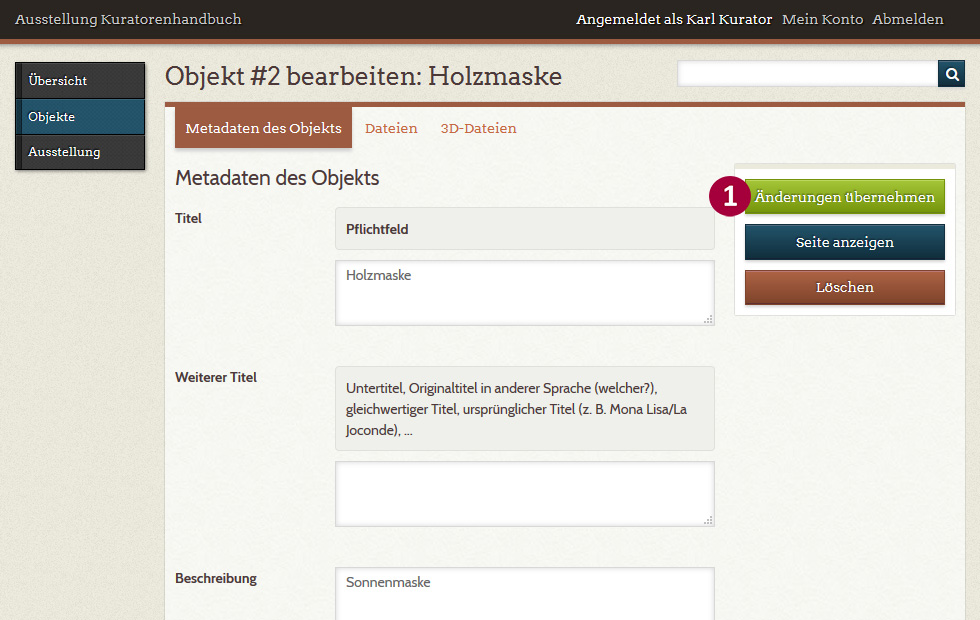 Ausstellung Kuratorenhandbuch
Angemeldet als Karl Kurator Mein Konto Abmelden
Übersicht
Objekte
Ausstellung
Objekt #2 bearbeiten: Holzmaske
Metadaten des Objekts Dateien 3D-Dateien
Metadaten des Objekts
Titel
Pflichtfeld
Holzmaske
1
Änderungen übernehmen
Seite anzeigen
Löschen
Weiterer Titel
Untertitel, Originaltitel in anderer Sprache (welcher?),
gleichwertiger Titel, ursprünglicher Titel (z. B. Mona Lisa/La
Joconde), ...
Beschreibung
Sonnenmaske